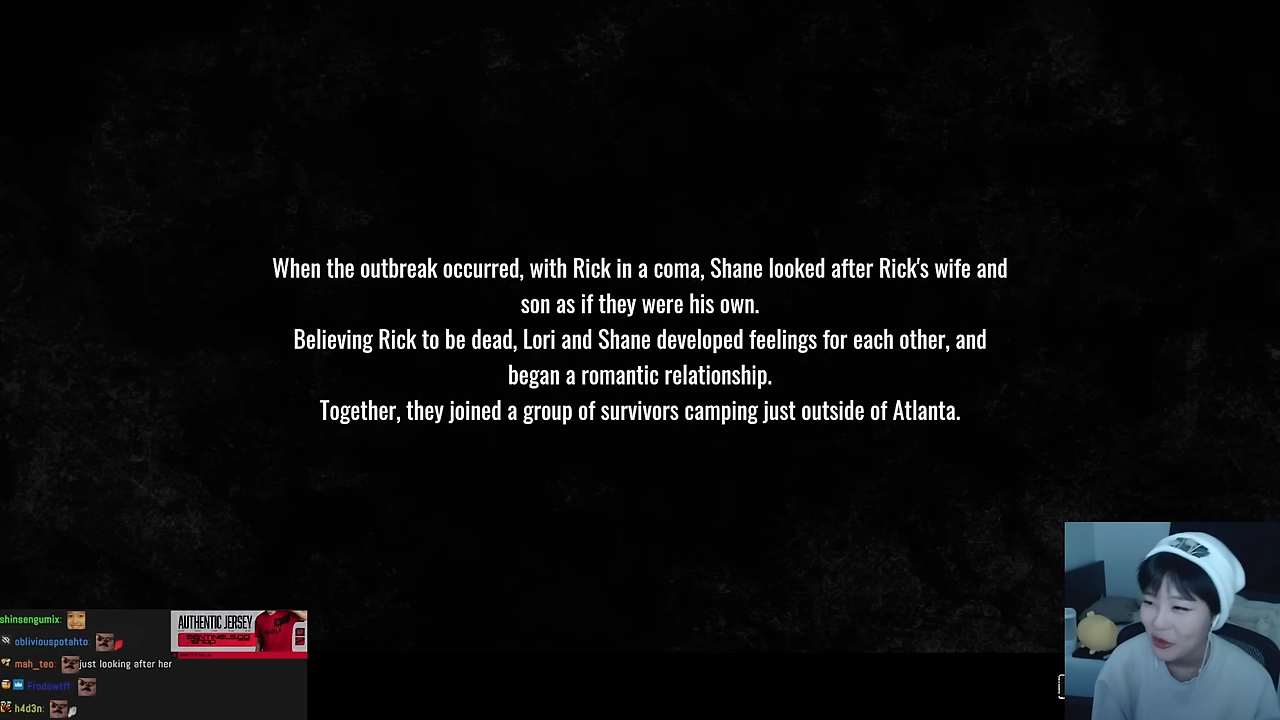 When the outbreak occurred, with Rick in a coma, Shane looked after Rick's wife and
son as if they were his own.
Believing Rick to be dead, Lori and Shane developed feelings for each other, and
began a romantic relationship.
Together, they joined a group of survivors camping just outside of Atlanta.
shinsengumix:
obliviouspotahto:
mah_teo: just looking after her
Frodowtff
h4d3n:
AUTHENTIC JERSEY